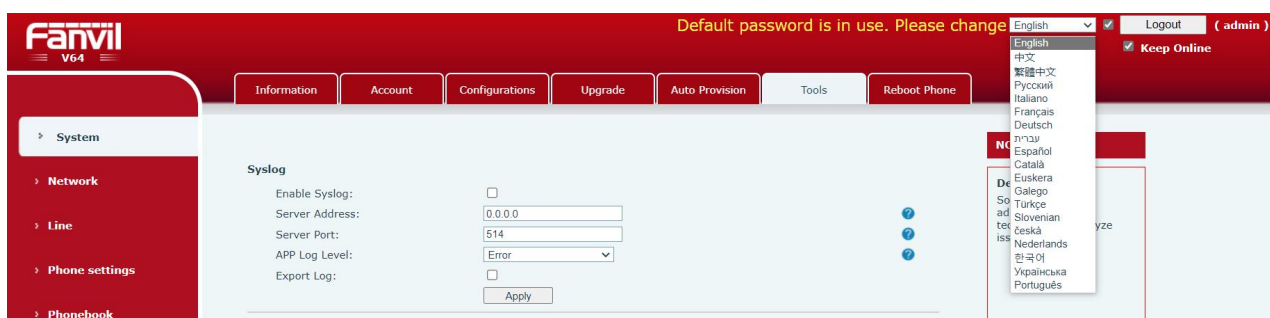 Fanvil
V64
Default password is in use. Please change
English
Logout
( admin )
Keep Online
English
中文
繁體中文
Русский
Italiano
Français
Deutsch
עברית
Español
Català
Euskera
Galego
Türkçe
Slovenian
česká
Nederlands
한국어
Українська
Português
Information
Account
Configurations
Upgrade
Auto Provision
Tools
Reboot Phone
System
Network
Line
Phone settings
Phonebook
Syslog
Enable Syslog:
Server Address: 0.0.0.0
Server Port: 514
APP Log Level: Error
Export Log:
Apply